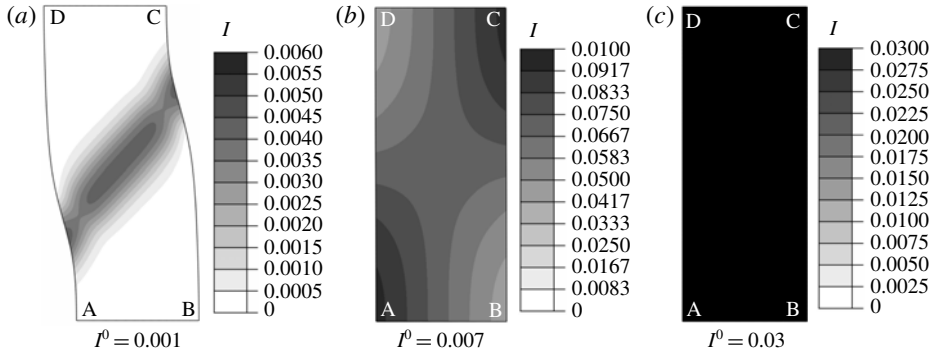 (a)
D C
A B
I
0.0060
0.0055
0.0050
0.0045
0.0040
0.0035
0.0030
0.0025
0.0020
0.0015
0.0010
0.0005
0
I⁰ = 0.001
(b)
D C
A B
I
0.0100
0.0917
0.0833
0.0750
0.0667
0.0583
0.0500
0.0417
0.0333
0.0250
0.0167
0.0083
0
I⁰ = 0.007
(c)
D C
A B
I
0.0300
0.0275
0.0250
0.0225
0.0200
0.0175
0.0150
0.0125
0.0100
0.0075
0.0050
0.0025
0
I⁰ = 0.03